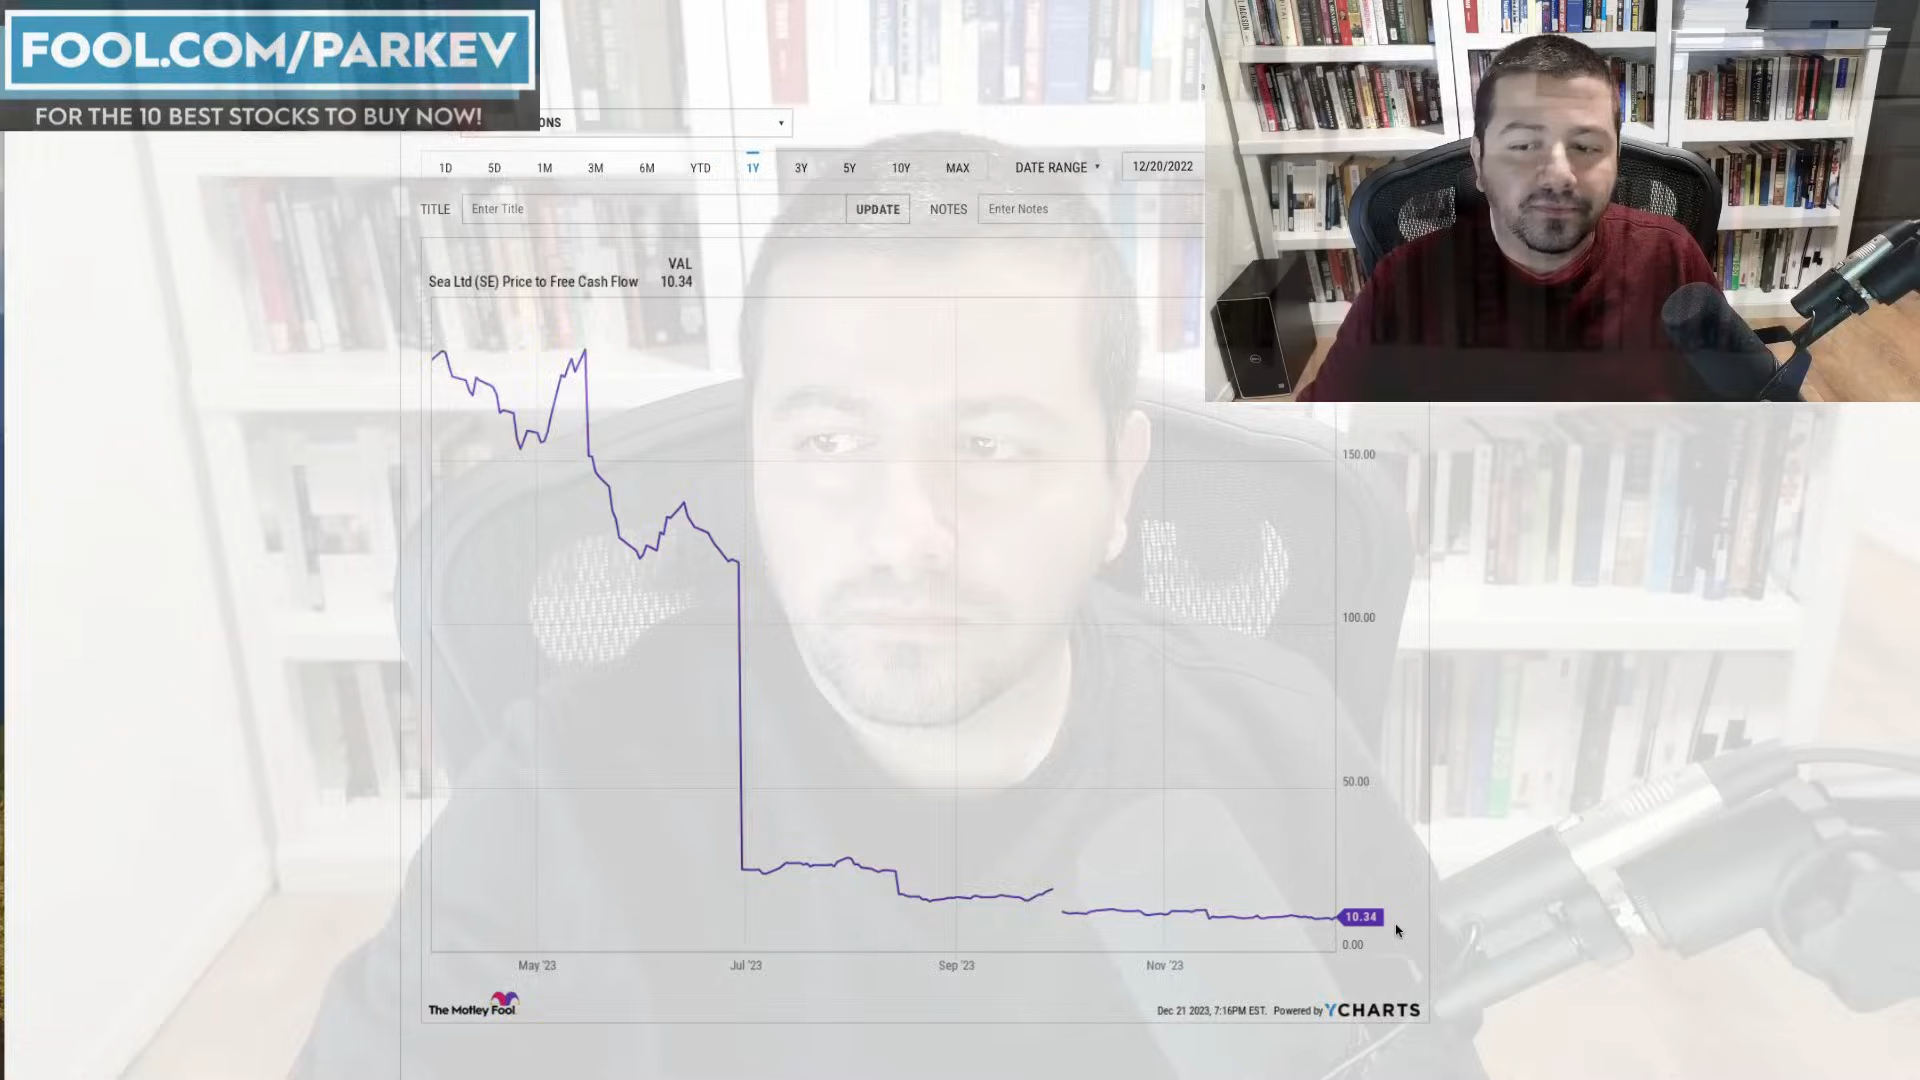 FOOL.COM/PARKEV
FOR THE 10 BEST STOCKS TO BUY NOW!
ONS
1D 5D 1M 3M 6M YTD 1Y 3Y 5Y 10Y MAX DATE RANGE 12/20/2022
TITLE Enter Title UPDATE NOTES Enter Notes
VAL
Sea Ltd (SE) Price to Free Cash Flow 10.34
150.00
100.00
50.00
10.34
0.00
May '23 Jul '23 Sep '23 Nov '23
The Motley Fool
Dec 21 2023, 7:16PM EST. Powered by YCHARTS